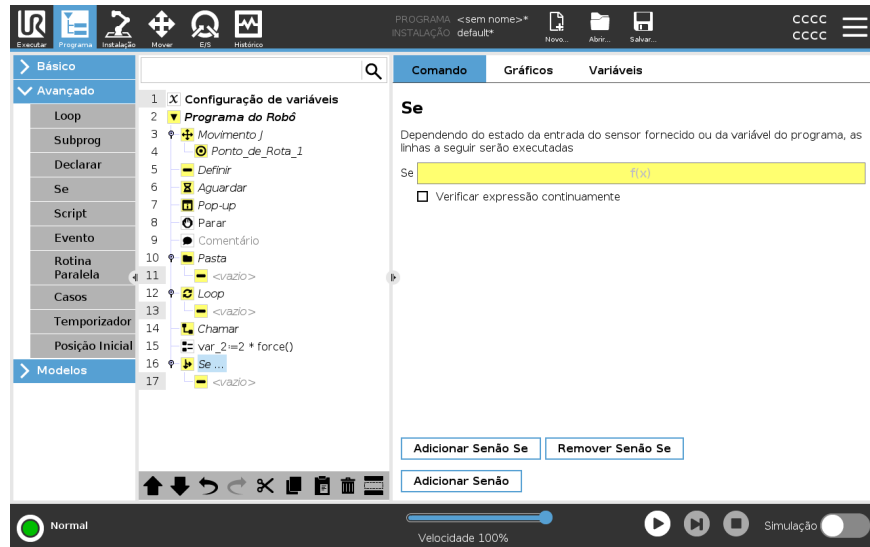 PROGRAMA <sem nome>*
INSTALAÇÃO default*
CCCC
CCCC
Executar Programa Instalação Mover E/S Histórico Novo... Abrir... Salvar...
Básico
Avançado
Loop
Subprog
Declarar
Se
Script
Evento
Rotina
Paralela
Casos
Temporizador
Posição Inicial
Modelos
1 X Configuração de variáveis
2 Programa do Robô
3 Movimento J
4 Ponto_de_Rota_1
5 Definir
6 Aguardar
7 Pop-up
8 Parar
9 Comentário
10 Pasta
11 <vazio>
12 Loop
13 <vazio>
14 Chamar
15 var_2:=2 * force()
16 Se ...
17 <vazio>
Comando Gráficos Variáveis
Se
Dependendo do estado da entrada do sensor fornecido ou da variável do programa, as
linhas a seguir serão executadas
Se f(x)
Verificar expressão continuamente
Adicionar Senão Se Remover Senão Se
Adicionar Senão
Normal
Velocidade 100%
Simulação